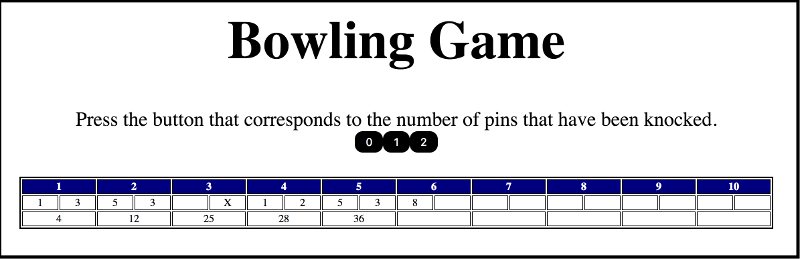 Bowling Game
Press the button that corresponds to the number of pins that have been knocked.
0 1 2
1 2 3 4 5 6 7 8 9 10
1 3 5 3 X 1 2 5 3 8
4 12 25 28 36